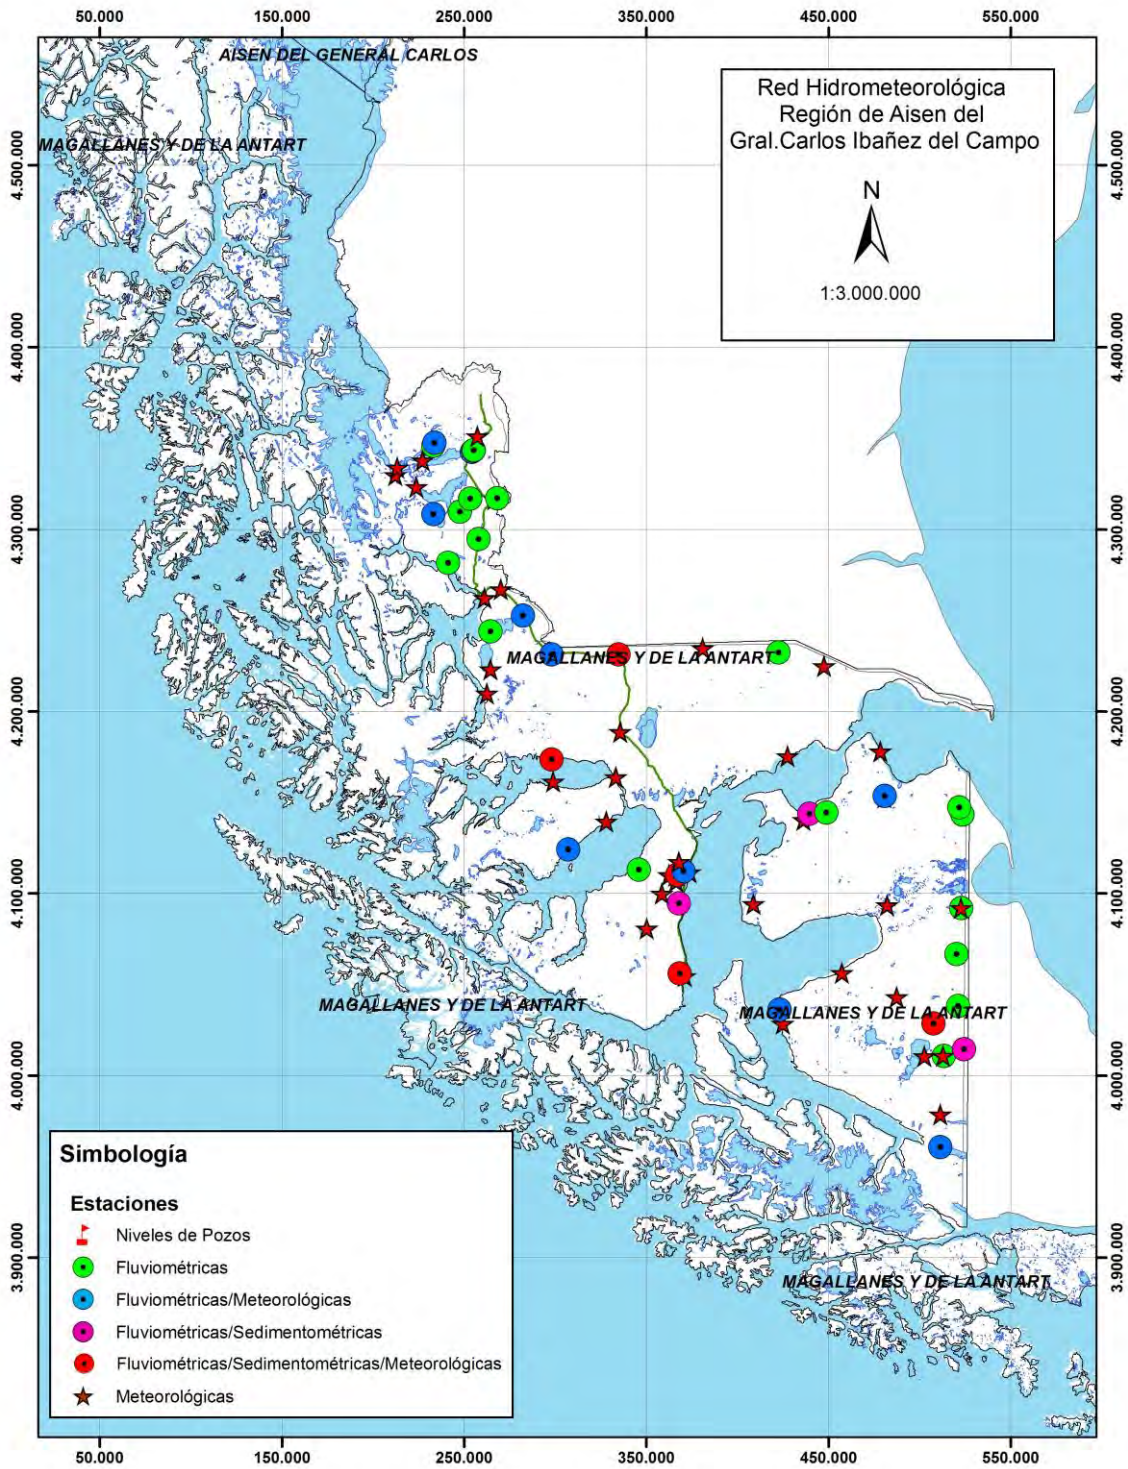 50.000 150.000 250.000 350.000 450.000 550.000
AISEN DEL GENERAL CARLOS
MAGALLANES Y DE LA ANTART
Red Hidrometeorológica
Región de Aisen del
Gral.Carlos Ibañez del Campo
N
1:3.000.000
4.500.000 4.500.000
4.400.000 4.400.000
4.300.000 4.300.000
MAGALLANES Y DE LA ANTART
4.200.000 4.200.000
4.100.000 4.100.000
MAGALLANES Y DE LA ANTART
MAGALLANES Y DE LA ANTART
4.000.000 4.000.000
3.900.000 3.900.000
MAGALLANES Y DE LA ANTART
Simbología
Estaciones
Niveles de Pozos
Fluviométricas
Fluviométricas/Meteorológicas
Fluviométricas/Sedimentométricas
Fluviométricas/Sedimentométricas/Meteorológicas
Meteorológicas
50.000 150.000 250.000 350.000 450.000 550.000